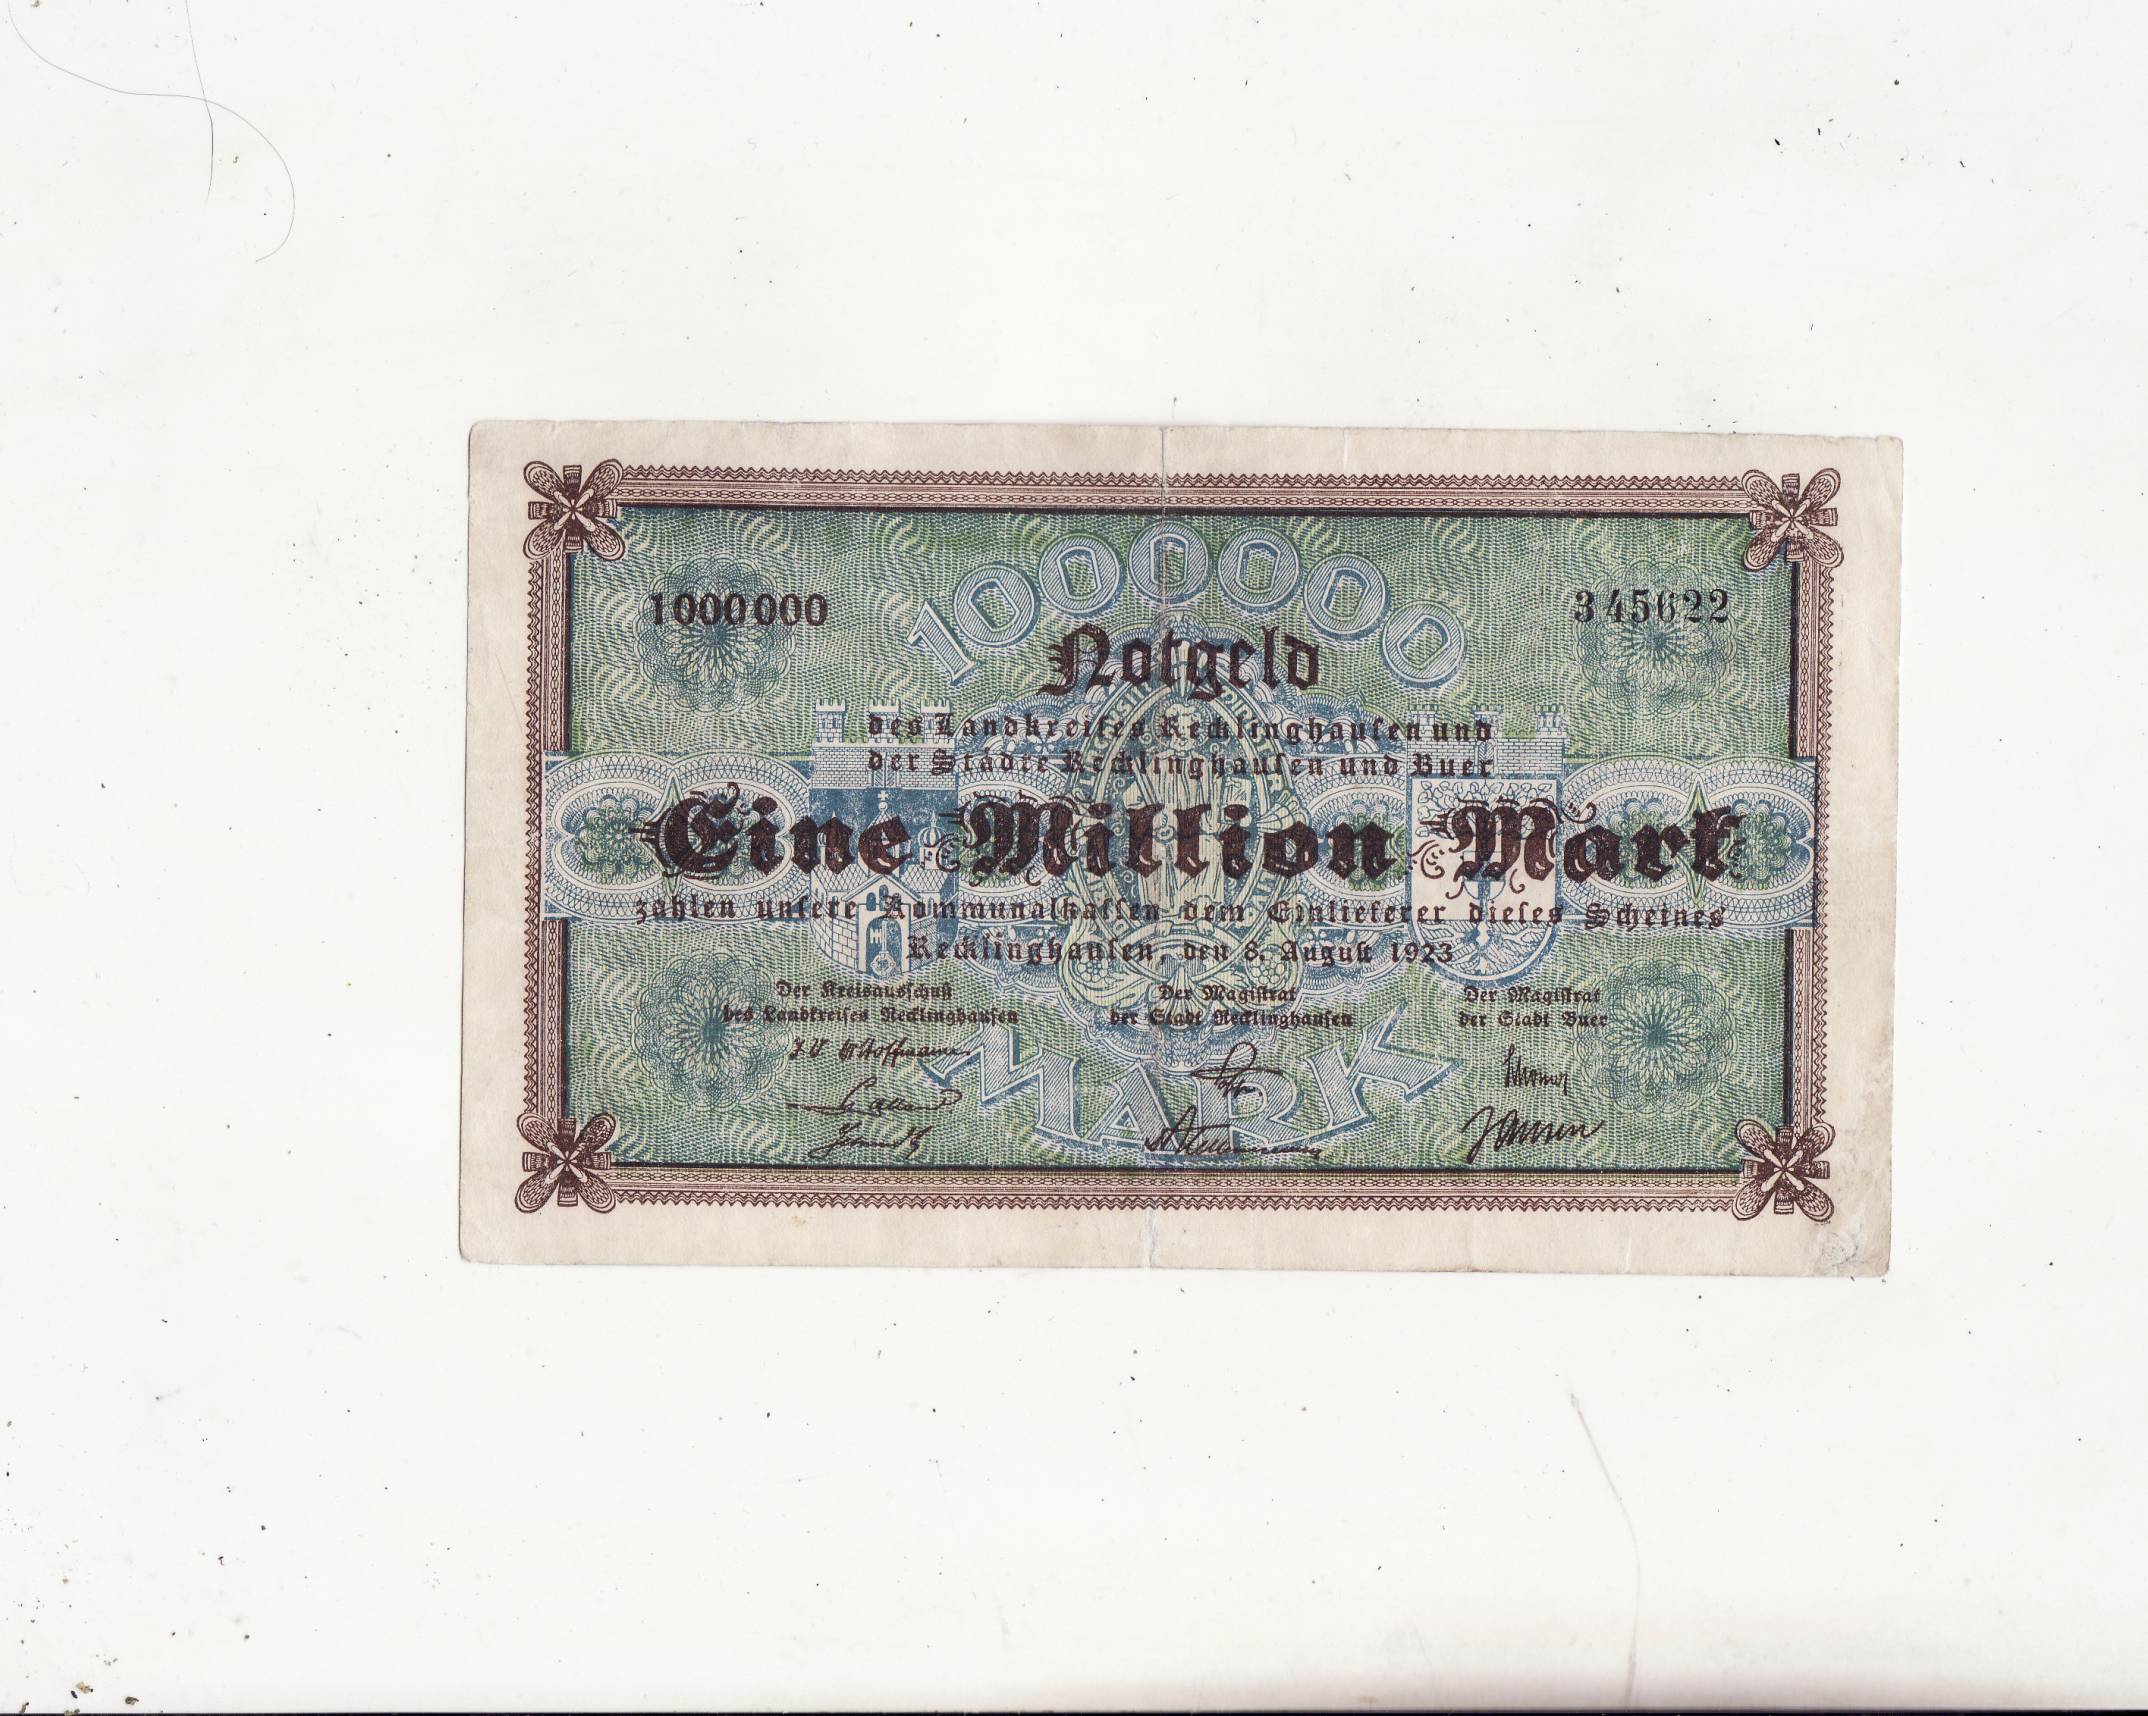 1000000
1000000
345622
Notgeld
des Landkreises Recklinghausen und
der Städte Recklinghausen und Buer
Eine Million Mark
zahlen unsere Kommunalkassen dem Einlieferer dieses Scheines
Recklinghausen, den 8. August 1923
Der Kreisausschuß
des Landkreises Recklinghausen
Der Magistrat
der Stadt Recklinghausen
Der Magistrat
der Stadt Buer
Jansen
MARK